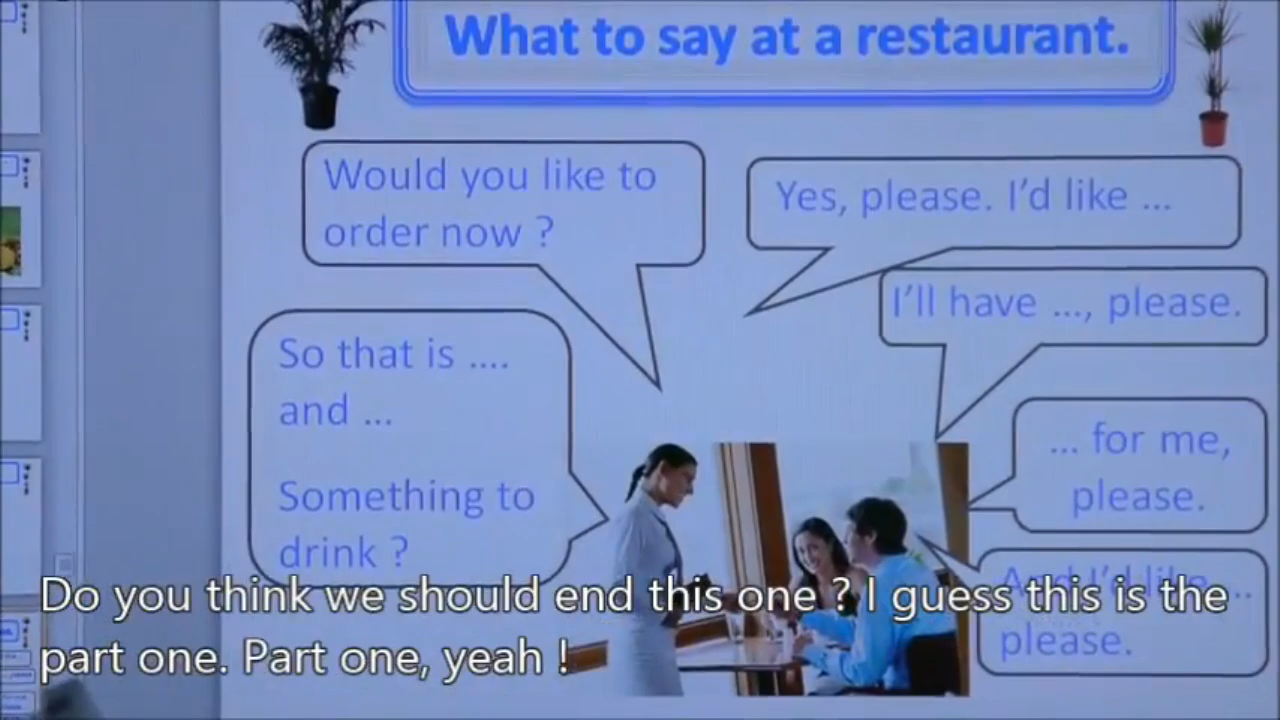 What to say at a restaurant.
Would you like to
order now ?
Yes, please. I'd like ...
I'll have ..., please.
So that is ....
and ...
Something to
drink ?
... for me,
please.
And I'd like ...
please.
Do you think we should end this one ? I guess this is the
part one. Part one, yeah !